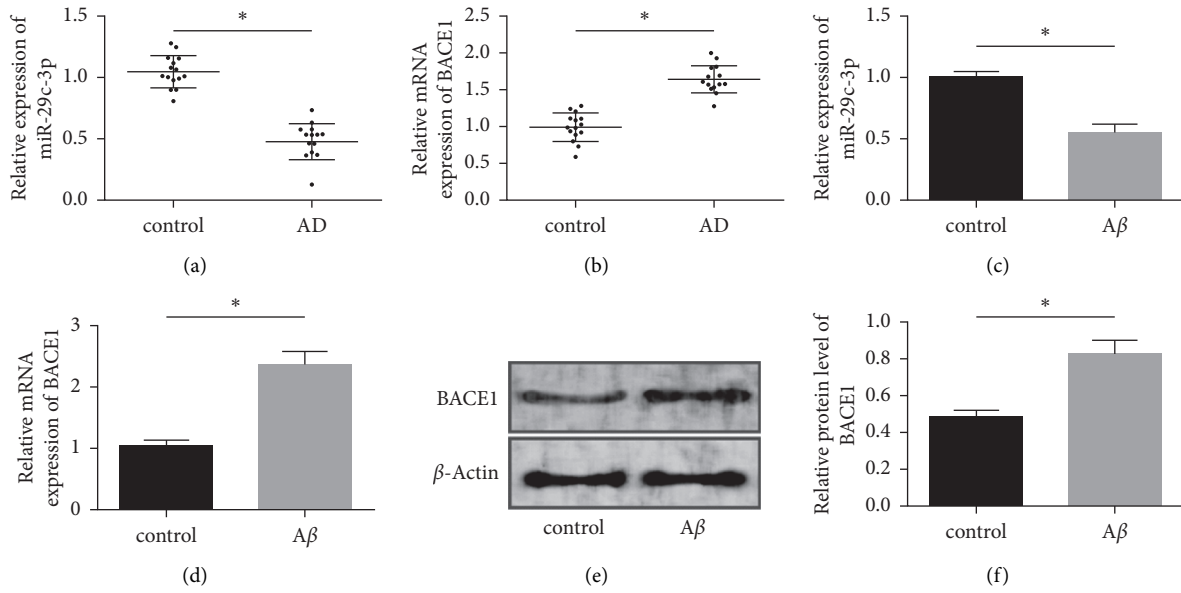 Relative expression of
miR-29c-3p
1.5
1.0
0.5
0.0
*
control
AD
(a)
Relative mRNA
expression of BACE1
2.5
2.0
1.5
1.0
0.5
0.0
*
control
AD
(b)
Relative expression of
miR-29c-3p
1.5
1.0
0.5
0.0
*
control
Aβ
(c)
Relative mRNA
expression of BACE1
3
2
1
0
*
control
Aβ
(d)
BACE1
β-Actin
control
Aβ
(e)
Relative protein level of
BACE1
1.0
0.8
0.6
0.4
0.2
0.0
*
control
Aβ
(f)